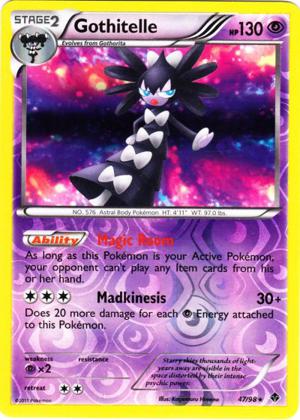 STAGE2
Gothitelle
HP130
Evolves from Gothorita
NO. 576 Astral Body Pokémon HT. 4'11" WT. 97.0 lbs.
Ability Magic Room
As long as this Pokémon is your Active Pokémon,
your opponent can't play any Item cards from his
or her hand.
Madkinesis 30+
Does 20 more damage for each Energy attached
to this Pokémon.
weakness resistance
×2
retreat
Starry skies thousands of light-
years away are visible in the
space distorted by their intense
psychic power.
Illus. Kagemaru Himeno
©2011 Pokémon
47/98 ★